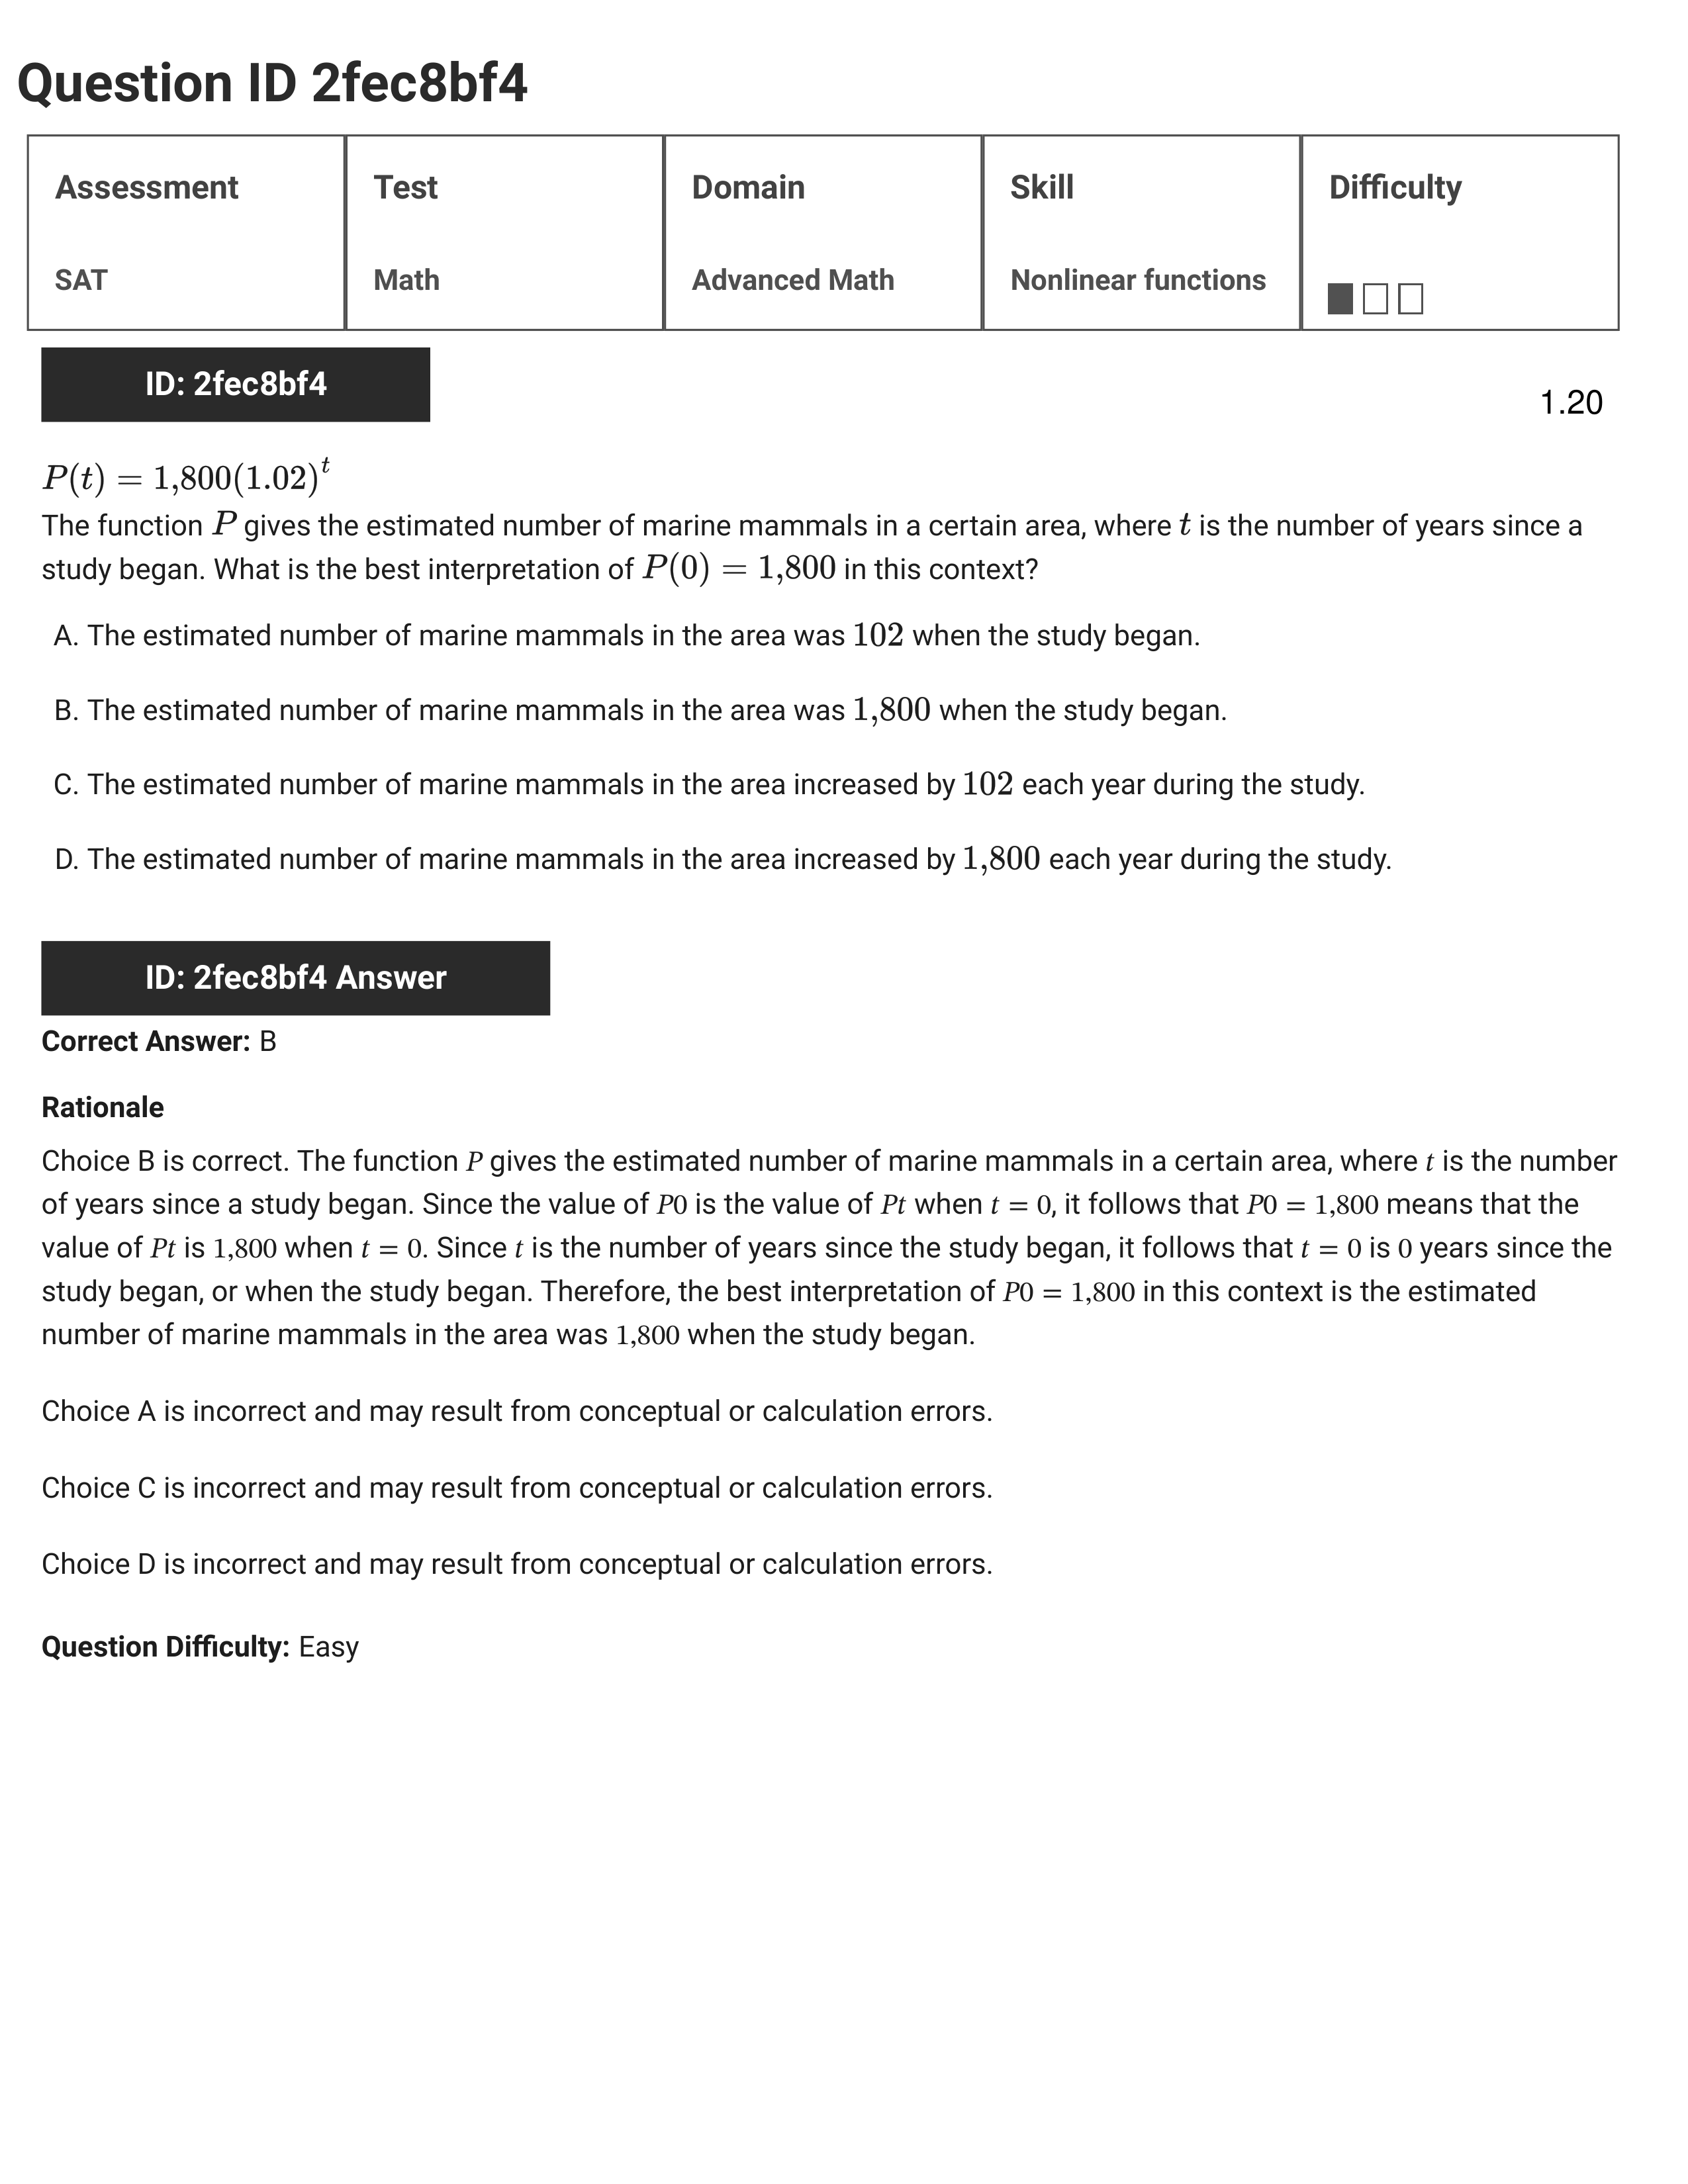 Question ID 2fec8bf4
Assessment
Test
Domain
Skill
Difficulty
SAT
Math
Advanced Math
Nonlinear functions
ID: 2fec8bf4
1.20
P(t) = 1,800(1.02)^t
The function P gives the estimated number of marine mammals in a certain area, where t is the number of years since a
study began. What is the best interpretation of P(0) = 1,800 in this context?
A. The estimated number of marine mammals in the area was 102 when the study began.
B. The estimated number of marine mammals in the area was 1,800 when the study began.
C. The estimated number of marine mammals in the area increased by 102 each year during the study.
D. The estimated number of marine mammals in the area increased by 1,800 each year during the study.
ID: 2fec8bf4 Answer
Correct Answer: B
Rationale
Choice B is correct. The function P gives the estimated number of marine mammals in a certain area, where t is the number
of years since a study began. Since the value of P0 is the value of Pt when t = 0, it follows that P0 = 1,800 means that the
value of Pt is 1,800 when t = 0. Since t is the number of years since the study began, it follows that t = 0 is 0 years since the
study began, or when the study began. Therefore, the best interpretation of P0 = 1,800 in this context is the estimated
number of marine mammals in the area was 1,800 when the study began.
Choice A is incorrect and may result from conceptual or calculation errors.
Choice C is incorrect and may result from conceptual or calculation errors.
Choice D is incorrect and may result from conceptual or calculation errors.
Question Difficulty: Easy